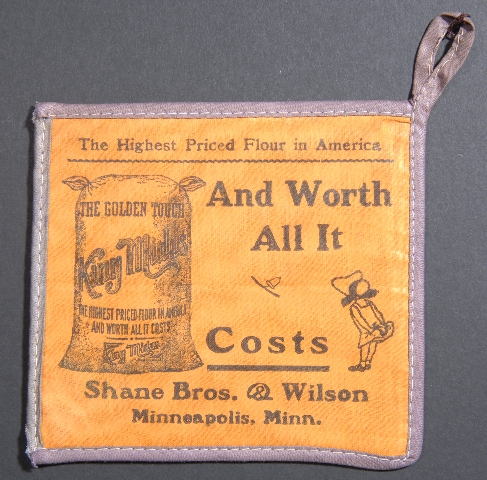 The Highest Priced Flour in America
And Worth
All It
Costs
THE GOLDEN TOUCH
King Midas
THE HIGHEST PRICED FLOUR IN AMERICA
AND WORTH ALL IT COSTS
King Midas
Shane Bros. & Wilson
Minneapolis, Minn.